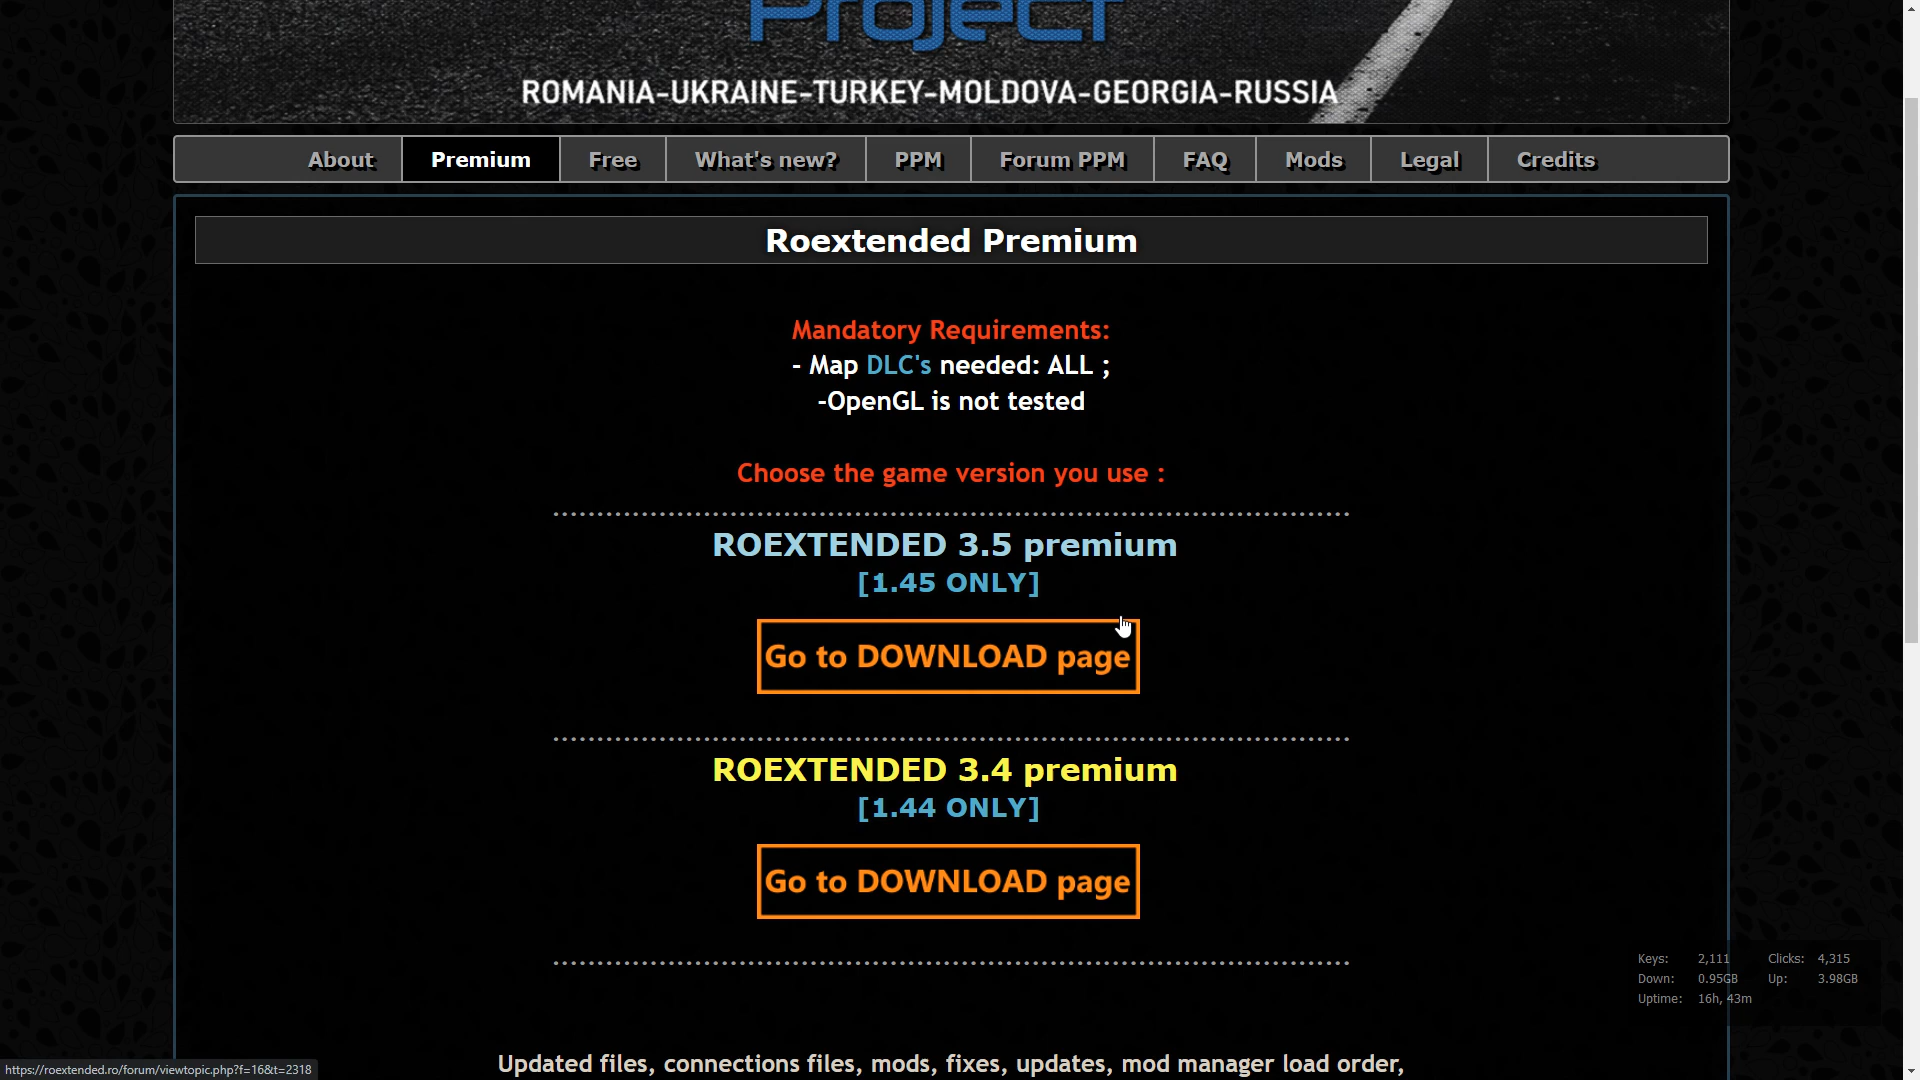 Project
ROMANIA-UKRAINE-TURKEY-MOLDOVA-GEORGIA-RUSSIA
About Premium Free What's new? PPM Forum PPM FAQ Mods Legal Credits
Roextended Premium
Mandatory Requirements:
- Map DLC's needed: ALL ;
-OpenGL is not tested
Choose the game version you use :
ROEXTENDED 3.5 premium
[1.45 ONLY]
Go to DOWNLOAD page
ROEXTENDED 3.4 premium
[1.44 ONLY]
Go to DOWNLOAD page
Keys: 2,111 Clicks: 4,315
Down: 0.95GB Up: 3.98GB
Uptime: 16h, 43m
Updated files, connections files, mods, fixes, updates, mod manager load order,
https://roextended.ro/forum/viewtopic.php?f=16&t=2318